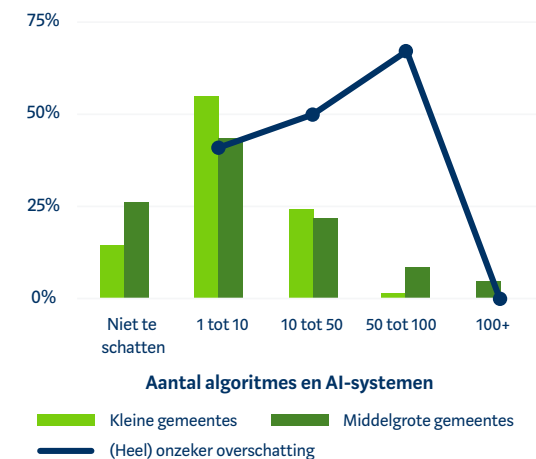 75%
50%
25%
0%
Niet te schatten
1 tot 10
10 tot 50
50 tot 100
100+
Aantal algoritmes en AI-systemen
Kleine gemeentes
Middelgrote gemeentes
(Heel) onzeker overschatting